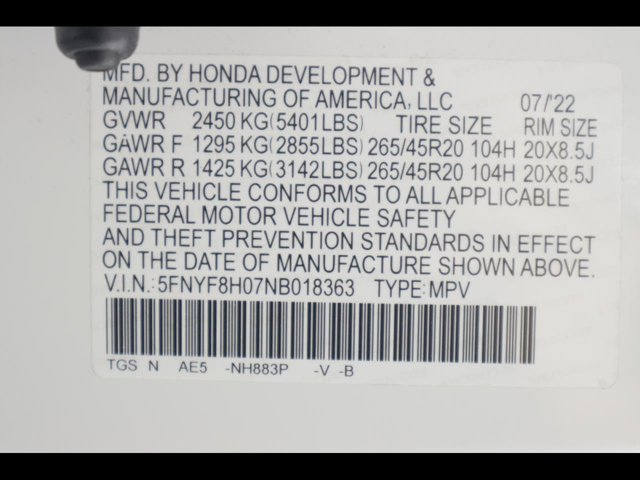 MFD. BY HONDA DEVELOPMENT &
MANUFACTURING OF AMERICA, LLC 07/'22
GVWR 2450 KG(5401LBS) TIRE SIZE RIM SIZE
GAWR F 1295 KG(2855LBS) 265/45R20 104H 20X8.5J
GAWR R 1425 KG(3142LBS) 265/45R20 104H 20X8.5J
THIS VEHICLE CONFORMS TO ALL APPLICABLE
FEDERAL MOTOR VEHICLE SAFETY
AND THEFT PREVENTION STANDARDS IN EFFECT
ON THE DATE OF MANUFACTURE SHOWN ABOVE.
V.I.N.: 5FNYF8H07NB018363 TYPE: MPV
TGS N AE5 -NH883P -V -B